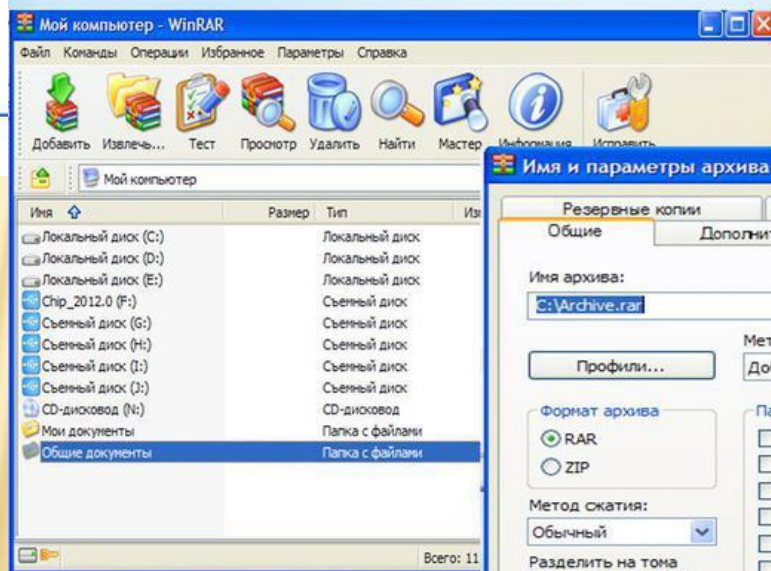 Мой компьютер - WinRAR
Файл Команды Операции Избранное Параметры Справка
Добавить Извлечь... Тест Просмотр Удалить Найти Мастер Информация Исправить
Мой компьютер
Имя Размер Тип
Локальный диск (C:) Локальный диск
Локальный диск (D:) Локальный диск
Локальный диск (E:) Локальный диск
Chip_2012.0 (F:) Съемный диск
Съемный диск (G:) Съемный диск
Съемный диск (H:) Съемный диск
Съемный диск (I:) Съемный диск
Съемный диск (J:) Съемный диск
CD-дисковод (N:) CD-дисковод
Мои документы Папка с файлами
Общие документы Папка с файлами
Всего: 11
Имя и параметры архива
Резервные копии
Общие
Имя архива:
C:\Archive.rar
Профили...
Формат архива
RAR
ZIP
Метод сжатия:
Обычный
Разделить на тома